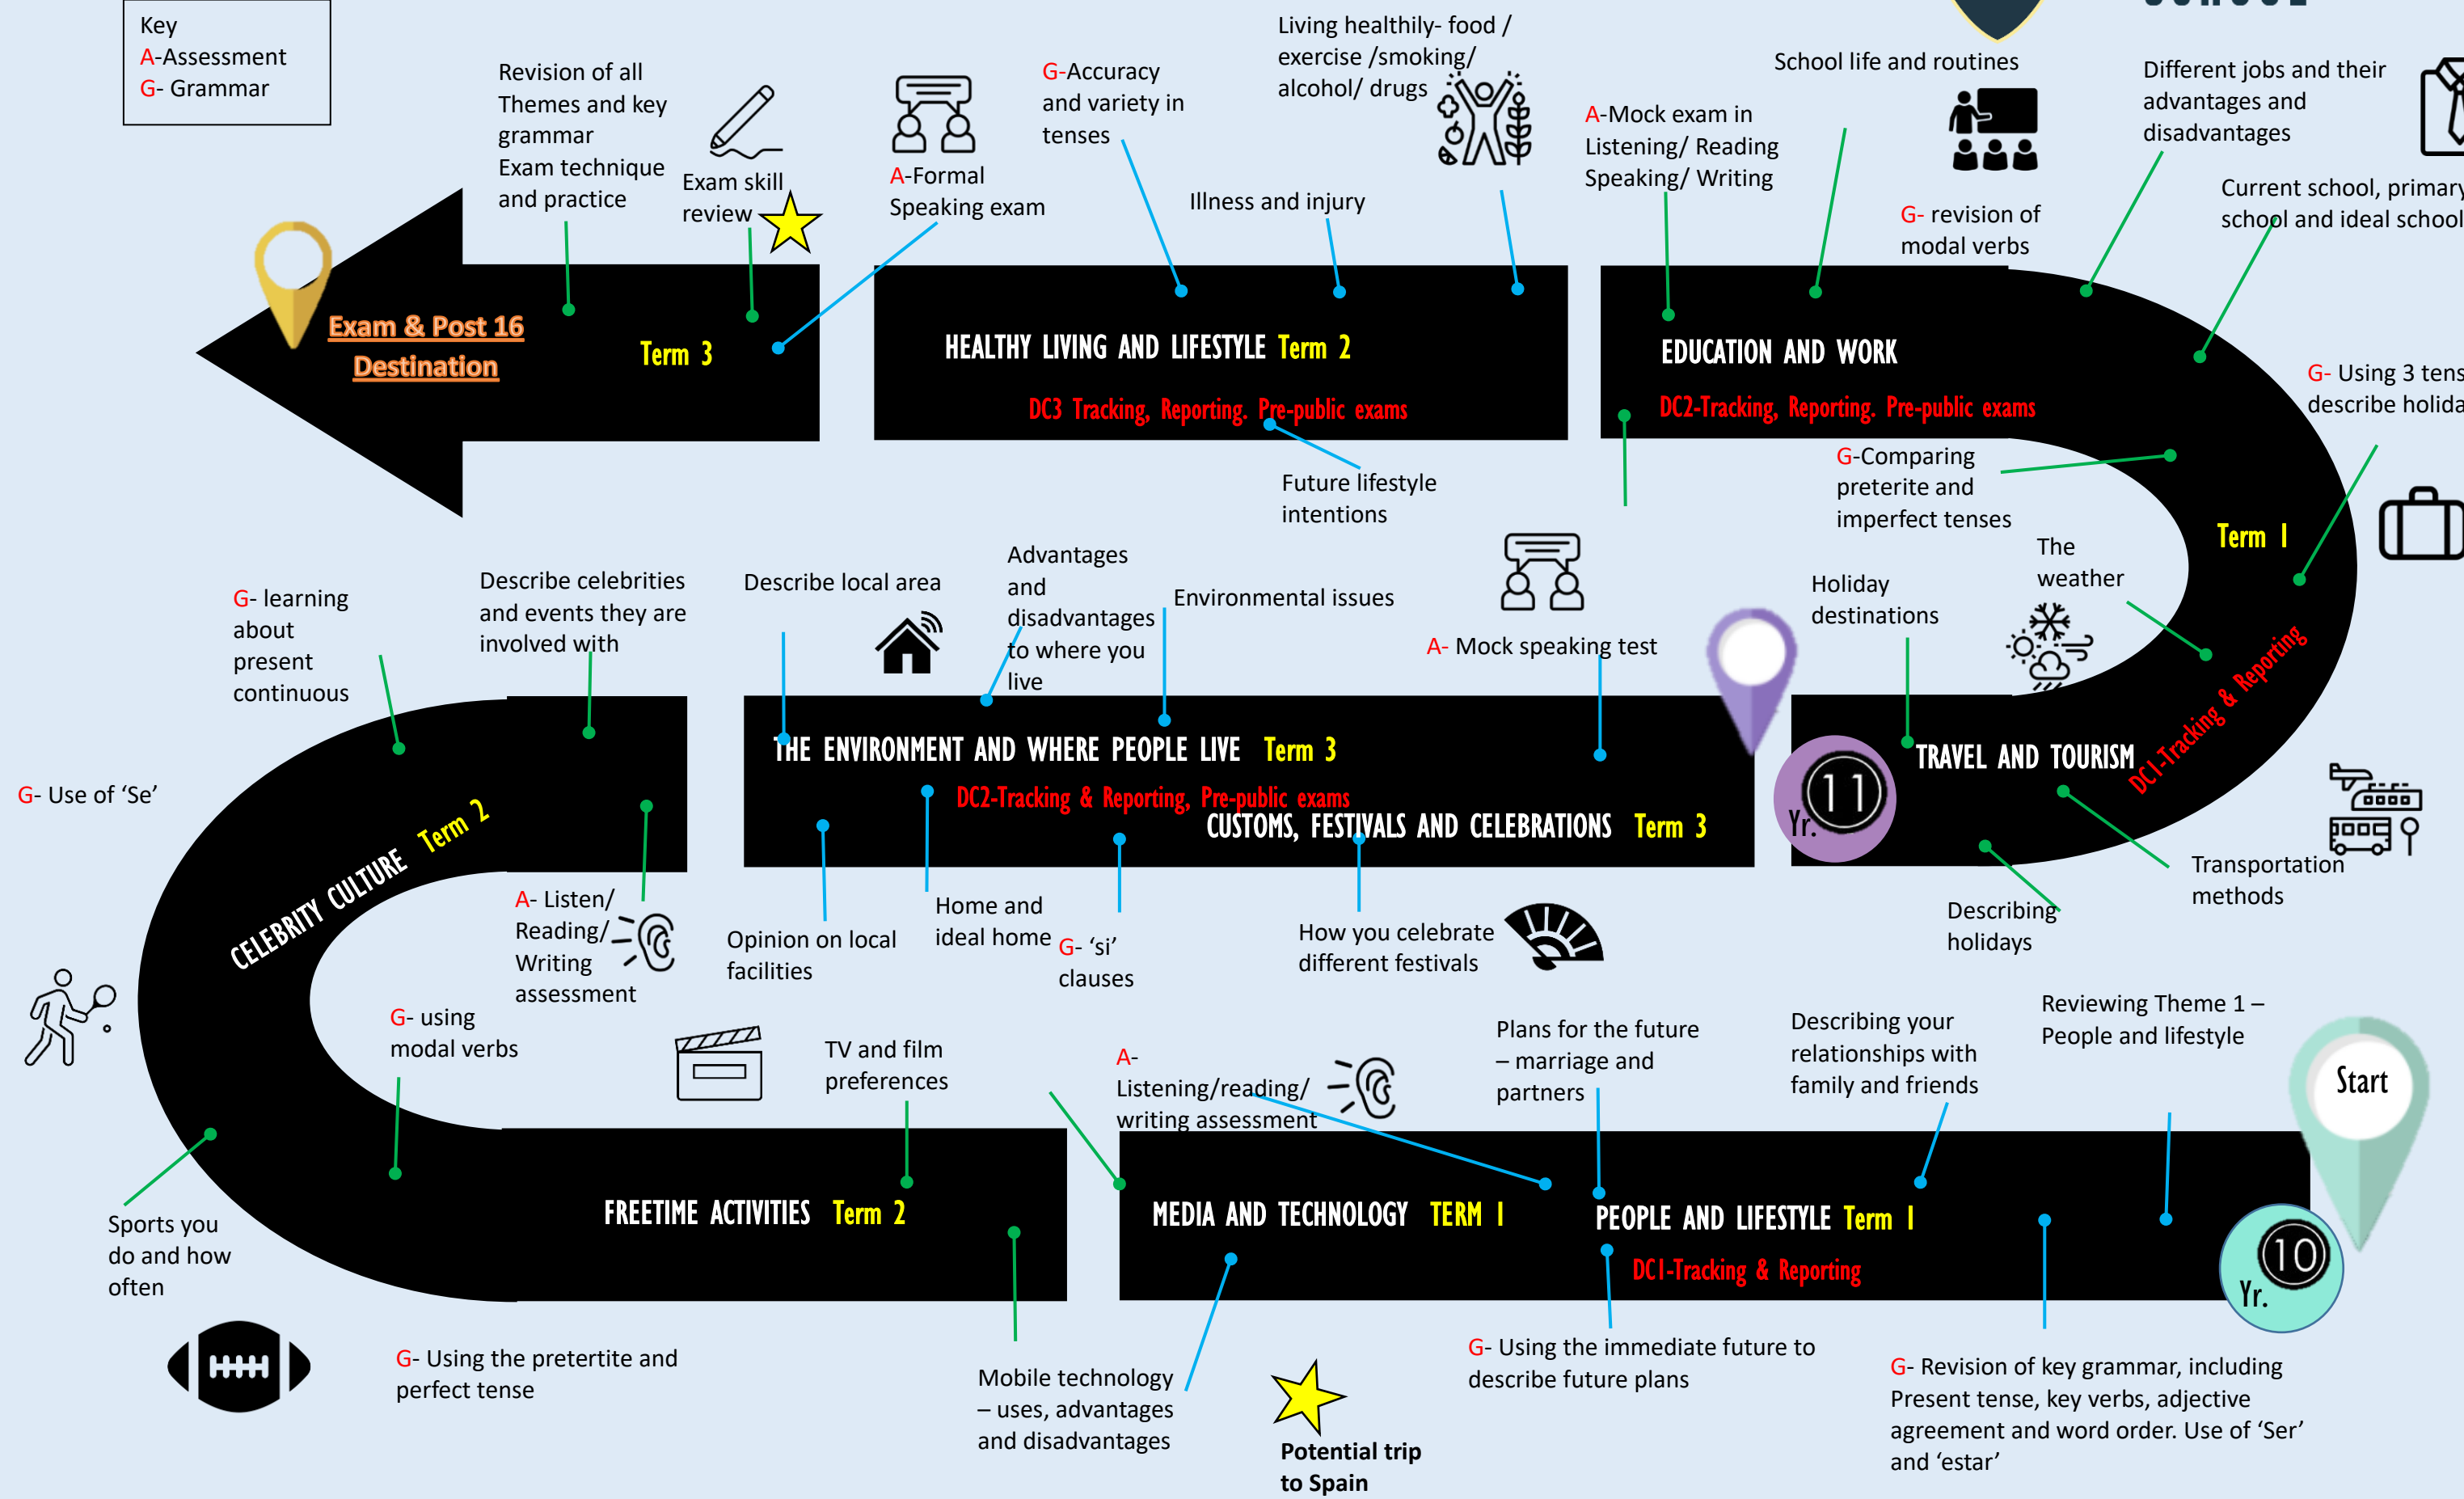 Key
A-Assessment
G- Grammar
Revision of all
Themes and key
grammar
Exam technique
and practice
Exam skill
review
A-Formal
Speaking exam
G-Accuracy
and variety in
tenses
Illness and injury
Living healthily- food /
exercise /smoking/
alcohol/ drugs
A-Mock exam in
Listening/ Reading
Speaking/ Writing
School life and routines
G- revision of
modal verbs
Different jobs and their
advantages and
disadvantages
Current school, primary
school and ideal school
Exam & Post 16
Destination
Term 3
HEALTHY LIVING AND LIFESTYLE Term 2
DC3 Tracking, Reporting. Pre-public exams
EDUCATION AND WORK
DC2-Tracking, Reporting. Pre-public exams
G- Using 3
describe
Future lifestyle
intentions
G-Comparing
preterite and
imperfect tenses
Term 1
The
weather
Holiday
destinations
DC1-Tracking & Reporting
G- learning
about
present
continuous
Describe celebrities
and events they are
involved with
Describe local area
Advantages
and
disadvantages
to where you
live
Environmental issues
A- Mock speaking test
G- Use of ‘Se’
CELEBRITY CULTURE Term 2
THE ENVIRONMENT AND WHERE PEOPLE LIVE Term 3
DC2-Tracking & Reporting, Pre-public exams
CUSTOMS, FESTIVALS AND CELEBRATIONS Term 3
Yr. 11
TRAVEL AND TOURISM
Transportation
methods
Describing
holidays
A- Listen/
Reading/
Writing
assessment
Opinion on local
facilities
Home and
ideal home
G- ‘si’
clauses
How you celebrate
different festivals
G- using
modal verbs
TV and film
preferences
A-
Listening/reading/
writing assessment
Plans for the future
– marriage and
partners
Describing your
relationships with
family and friends
Reviewing Theme 1 –
People and lifestyle
Start
Sports you
do and how
often
FREETIME ACTIVITIES Term 2
MEDIA AND TECHNOLOGY TERM 1
PEOPLE AND LIFESTYLE Term 1
DC1-Tracking & Reporting
Yr. 10
G- Using the pretertite and
perfect tense
Mobile technology
– uses, advantages
and disadvantages
Potential trip
to Spain
G- Using the immediate future to
describe future plans
G- Revision of key grammar, including
Present tense, key verbs, adjective
agreement and word order. Use of ‘Ser’
and ‘estar’